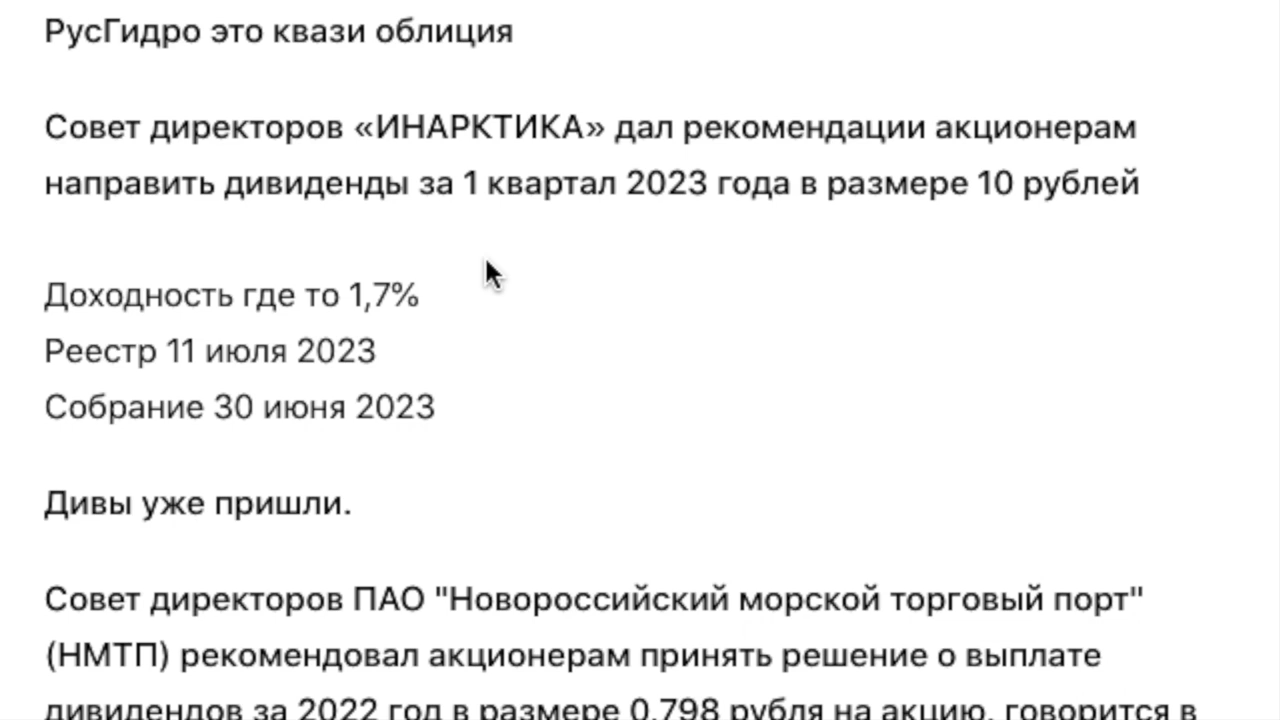 РусГидро это квази облиция
Совет директоров «ИНАРКТИКА» дал рекомендации акционерам
направить дивиденды за 1 квартал 2023 года в размере 10 рублей
Доходность где то 1,7%
Реестр 11 июля 2023
Собрание 30 июня 2023
Дивы уже пришли.
Совет директоров ПАО "Новороссийский морской торговый порт"
(НМТП) рекомендовал акционерам принять решение о выплате
дивидендов за 2022 год в размере 0,798 рубля на акцию, говорится в